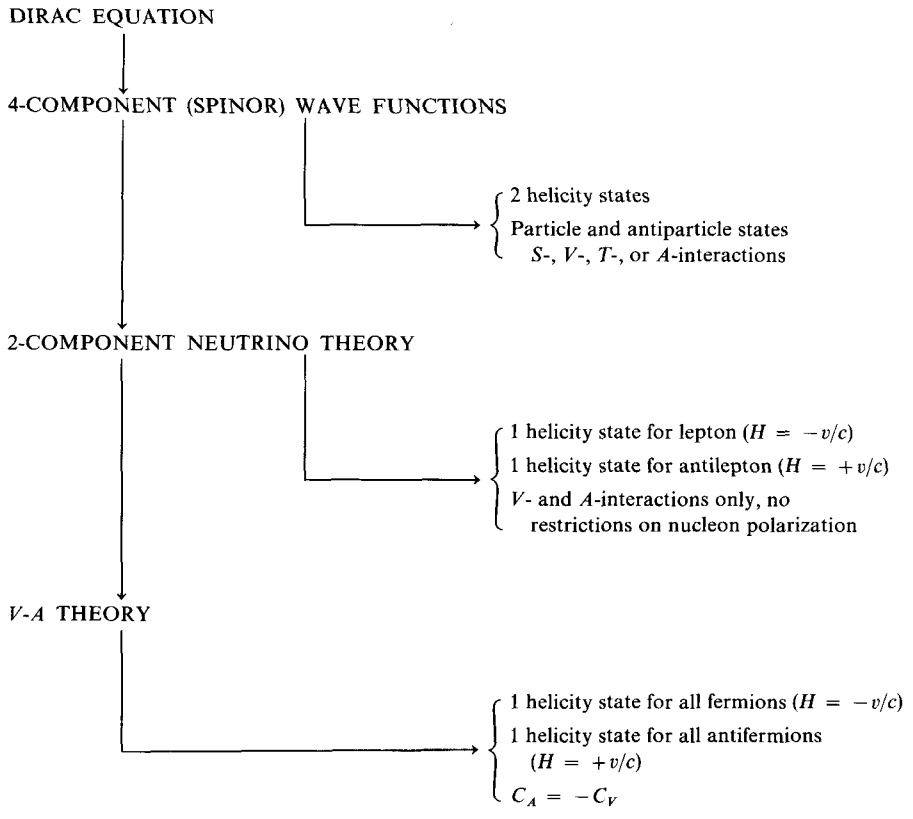 DIRAC EQUATION
4-COMPONENT (SPINOR) WAVE FUNCTIONS
2 helicity states
Particle and antiparticle states
S-, V-, T-, or A-interactions
2-COMPONENT NEUTRINO THEORY
1 helicity state for lepton (H = −v/c)
1 helicity state for antilepton (H = +v/c)
V- and A-interactions only, no
restrictions on nucleon polarization
V-A THEORY
1 helicity state for all fermions (H = −v/c)
1 helicity state for all antifermions
(H = +v/c)
C_A = −C_V